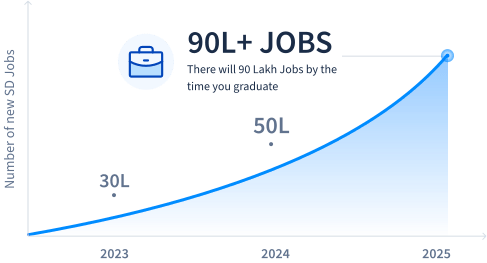 90L+ JOBS
There will 90 Lakh Jobs by the
time you graduate
50L
30L
Number of new SD Jobs
2023
2024
2025